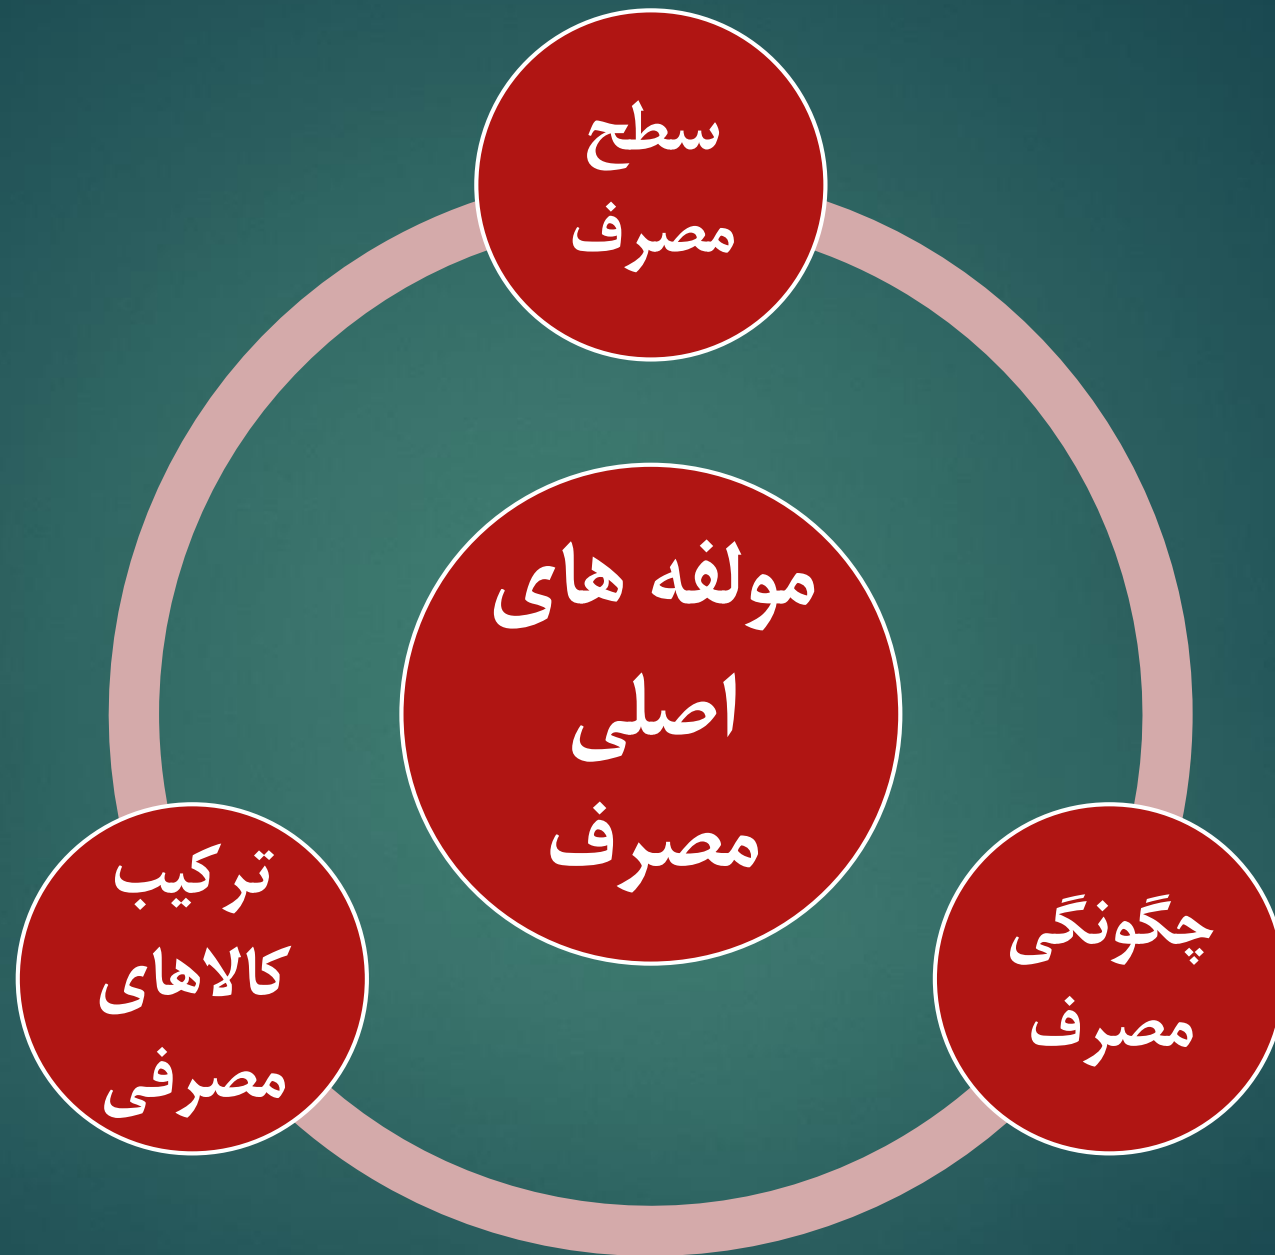 سطح
مصرف
مولفه های
اصلی
مصرف
چگونگی
مصرف
ترکیب
کالاهای
مصرفی